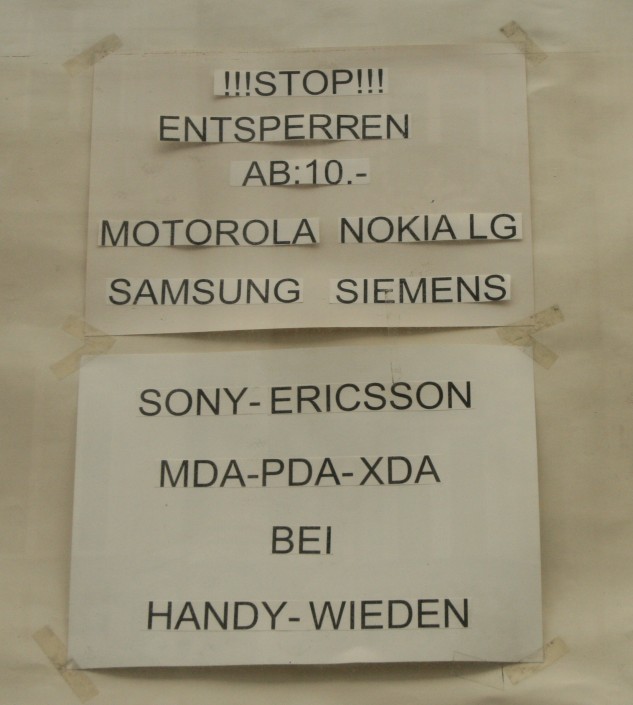 !!!STOP!!!
ENTSPERREN
AB:10.-
MOTOROLA NOKIA LG
SAMSUNG SIEMENS
SONY-ERICSSON
MDA-PDA-XDA
BEI
HANDY-WIEDEN